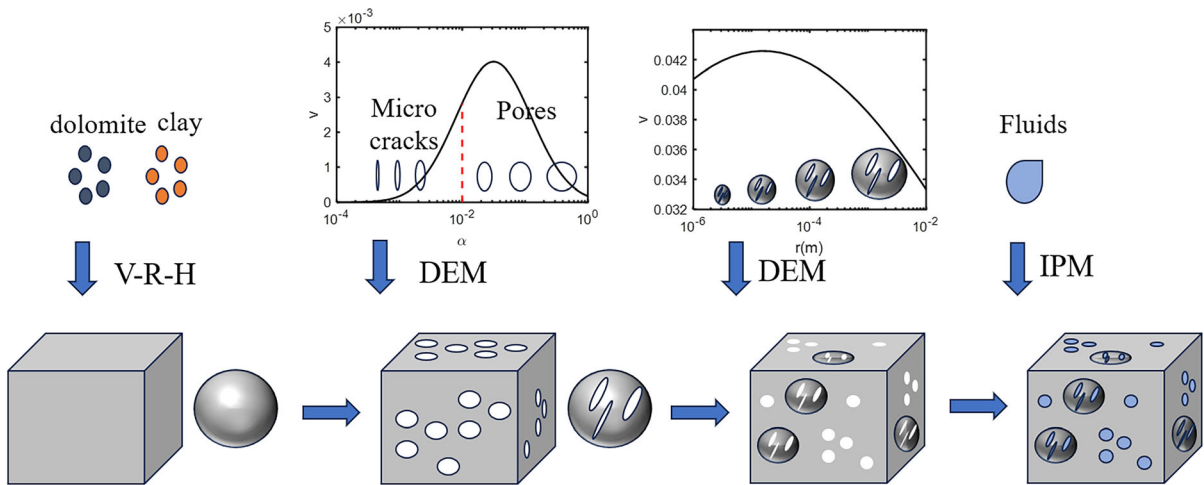 dolomite clay
V-R-H
×10⁻³
5
4
3
2
1
0
v
Micro
cracks
Pores
10⁻⁴
10⁻²
10⁰
α
DEM
0.042
0.04
0.038
0.036
0.034
0.032
v
10⁻⁶
10⁻⁴
10⁻²
r(m)
DEM
Fluids
IPM